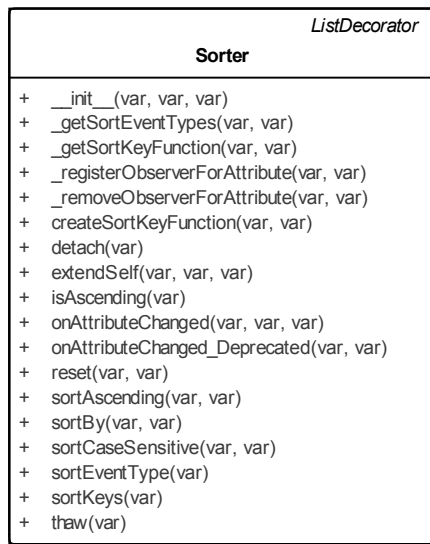 ListDecorator
Sorter
+ __init__(var, var, var)
+ _getSortEventTypes(var, var)
+ _getSortKeyFunction(var, var)
+ _registerObserverForAttribute(var, var)
+ _removeObserverForAttribute(var, var)
+ createSortKeyFunction(var, var)
+ detach(var)
+ extendSelf(var, var, var)
+ isAscending(var)
+ onAttributeChanged(var, var, var)
+ onAttributeChanged_Deprecated(var, var)
+ reset(var, var)
+ sortAscending(var, var)
+ sortBy(var, var)
+ sortCaseSensitive(var, var)
+ sortEventType(var)
+ sortKeys(var)
+ thaw(var)